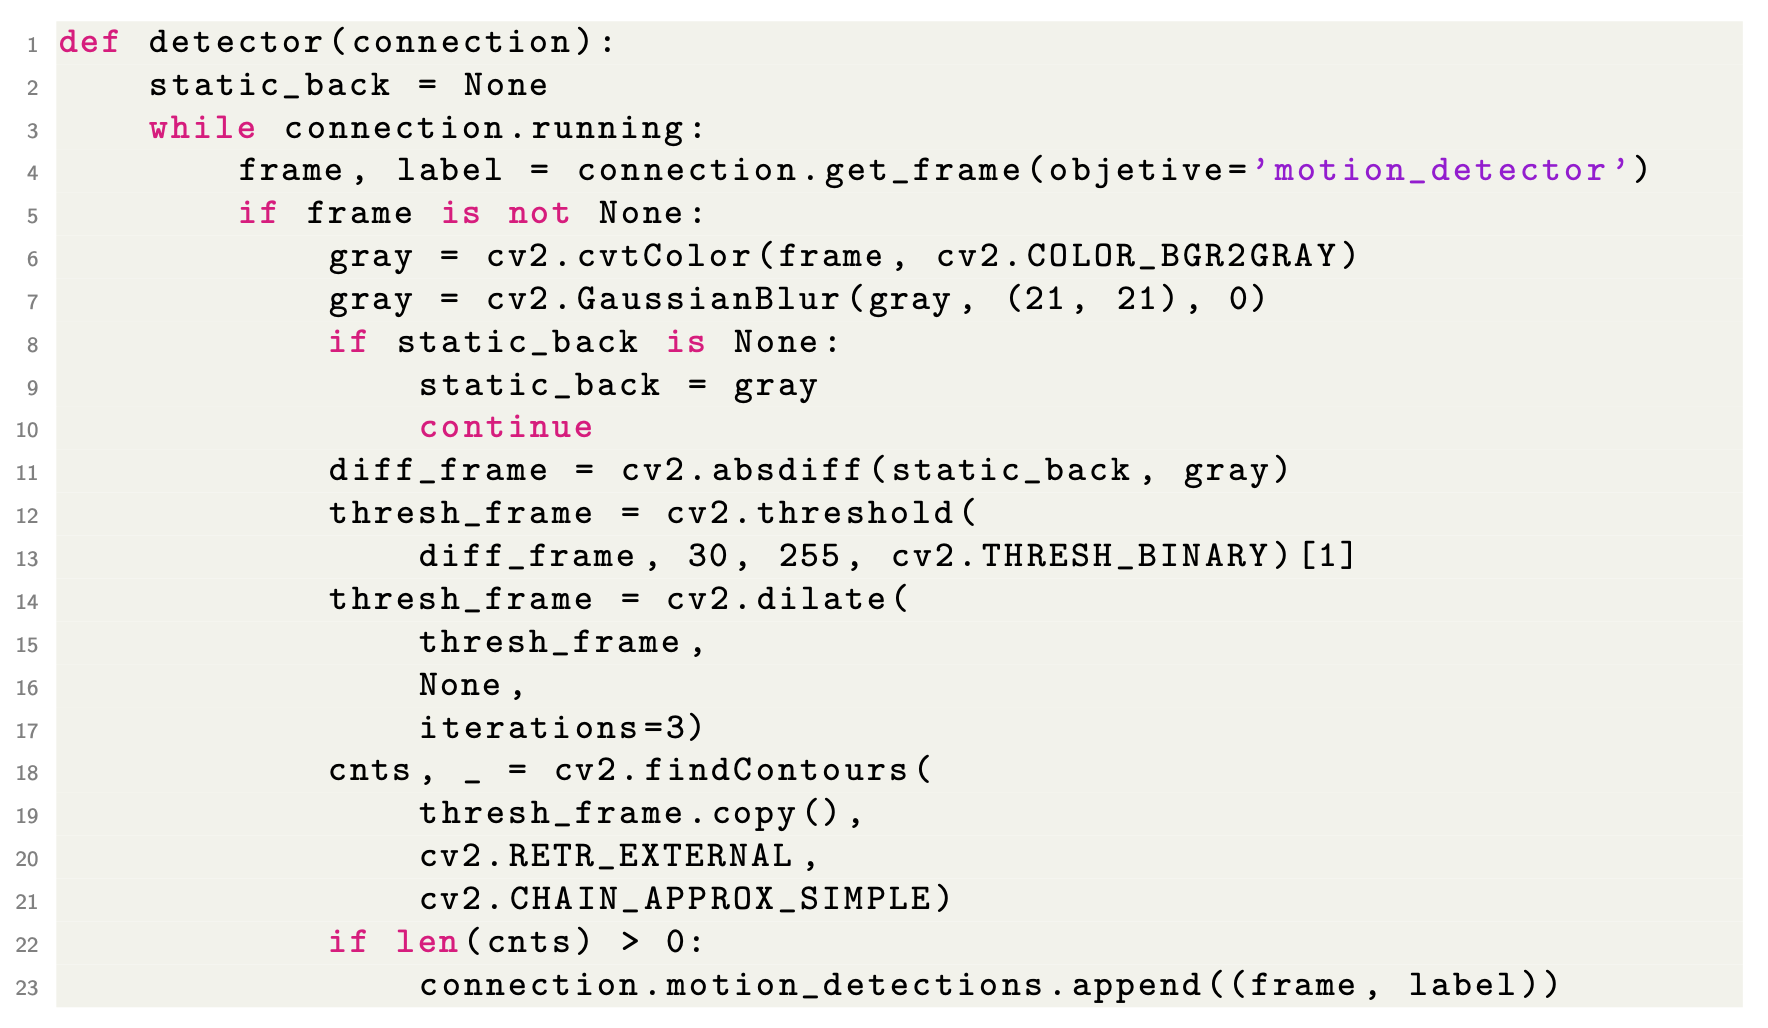 1 def detector(connection):
2     static_back = None
3     while connection.running:
4         frame, label = connection.get_frame(objetive='motion_detector')
5         if frame is not None:
6             gray = cv2.cvtColor(frame, cv2.COLOR_BGR2GRAY)
7             gray = cv2.GaussianBlur(gray, (21, 21), 0)
8             if static_back is None:
9                 static_back = gray
10                 continue
11             diff_frame = cv2.absdiff(static_back, gray)
12             thresh_frame = cv2.threshold(
13                 diff_frame, 30, 255, cv2.THRESH_BINARY)[1]
14             thresh_frame = cv2.dilate(
15                 thresh_frame,
16                 None,
17                 iterations=3)
18             cnts, _ = cv2.findContours(
19                 thresh_frame.copy(),
20                 cv2.RETR_EXTERNAL,
21                 cv2.CHAIN_APPROX_SIMPLE)
22             if len(cnts) > 0:
23                 connection.motion_detections.append((frame, label))